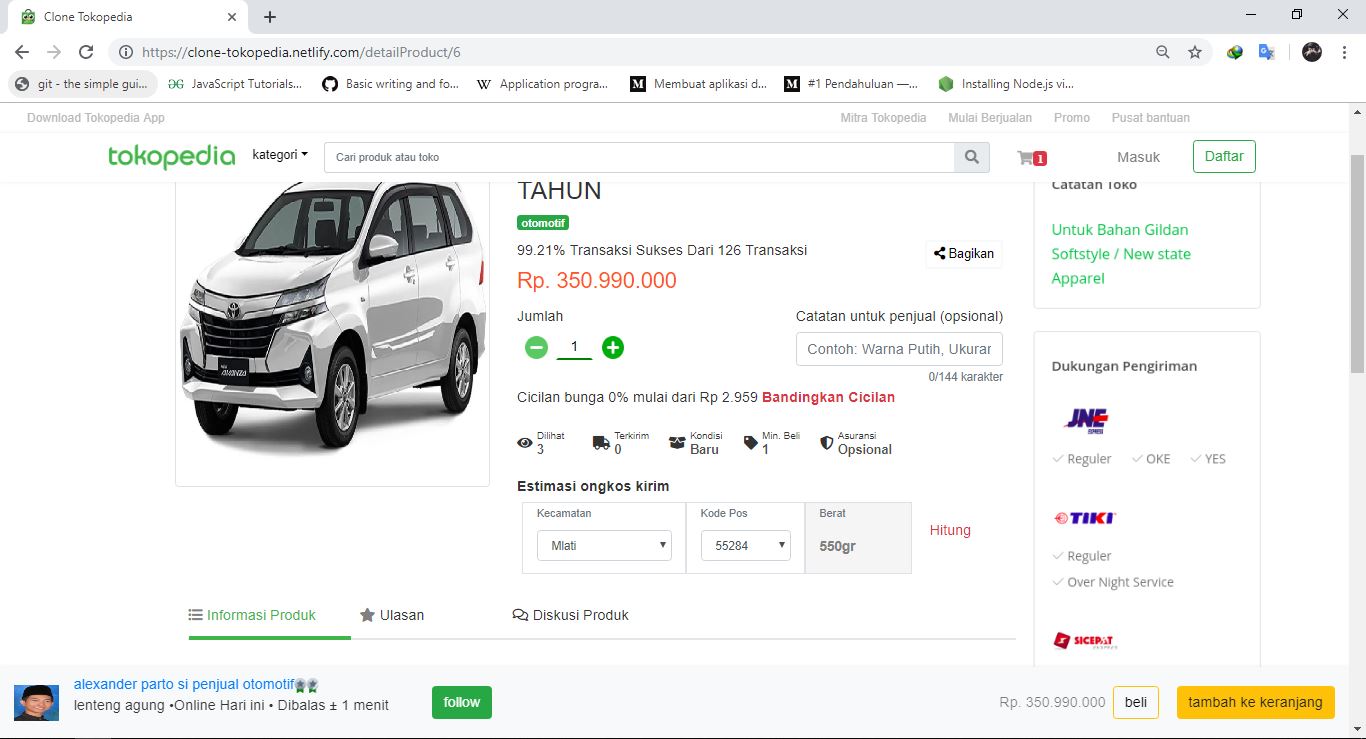 Clone Tokopedia
https://clone-tokopedia.netlify.com/detailProduct/6
git - the simple gui... JavaScript Tutorials... Basic writing and fo... Application progra... Membuat aplikasi d... #1 Pendahuluan —... Installing Node.js vi...
Download Tokopedia App Mitra Tokopedia Mulai Berjualan Promo Pusat bantuan
tokopedia kategori Cari produk atau toko 1 Masuk Daftar
TAHUN
otomotif
99.21% Transaksi Sukses Dari 126 Transaksi
Bagikan
Rp. 350.990.000
Jumlah
1
Catatan untuk penjual (opsional)
Contoh: Warna Putih, Ukuran
0/144 karakter
Cicilan bunga 0% mulai dari Rp 2.959 Bandingkan Cicilan
Dilihat
3
Terkirim
0
Kondisi
Baru
Min. Beli
1
Asuransi
Opsional
Estimasi ongkos kirim
Kecamatan
Mlati
Kode Pos
55284
Berat
550gr
Hitung
Informasi Produk Ulasan Diskusi Produk
AVANZA
Catatan Toko
Untuk Bahan Gildan
Softstyle / New state
Apparel
Dukungan Pengiriman
JNE
EXPRESS
Reguler OKE YES
TIKI
Reguler
Over Night Service
SICEPAT
EKSPRES
alexander parto si penjual otomotif
lenteng agung •Online Hari ini • Dibalas ± 1 menit
follow
Rp. 350.990.000 beli tambah ke keranjang